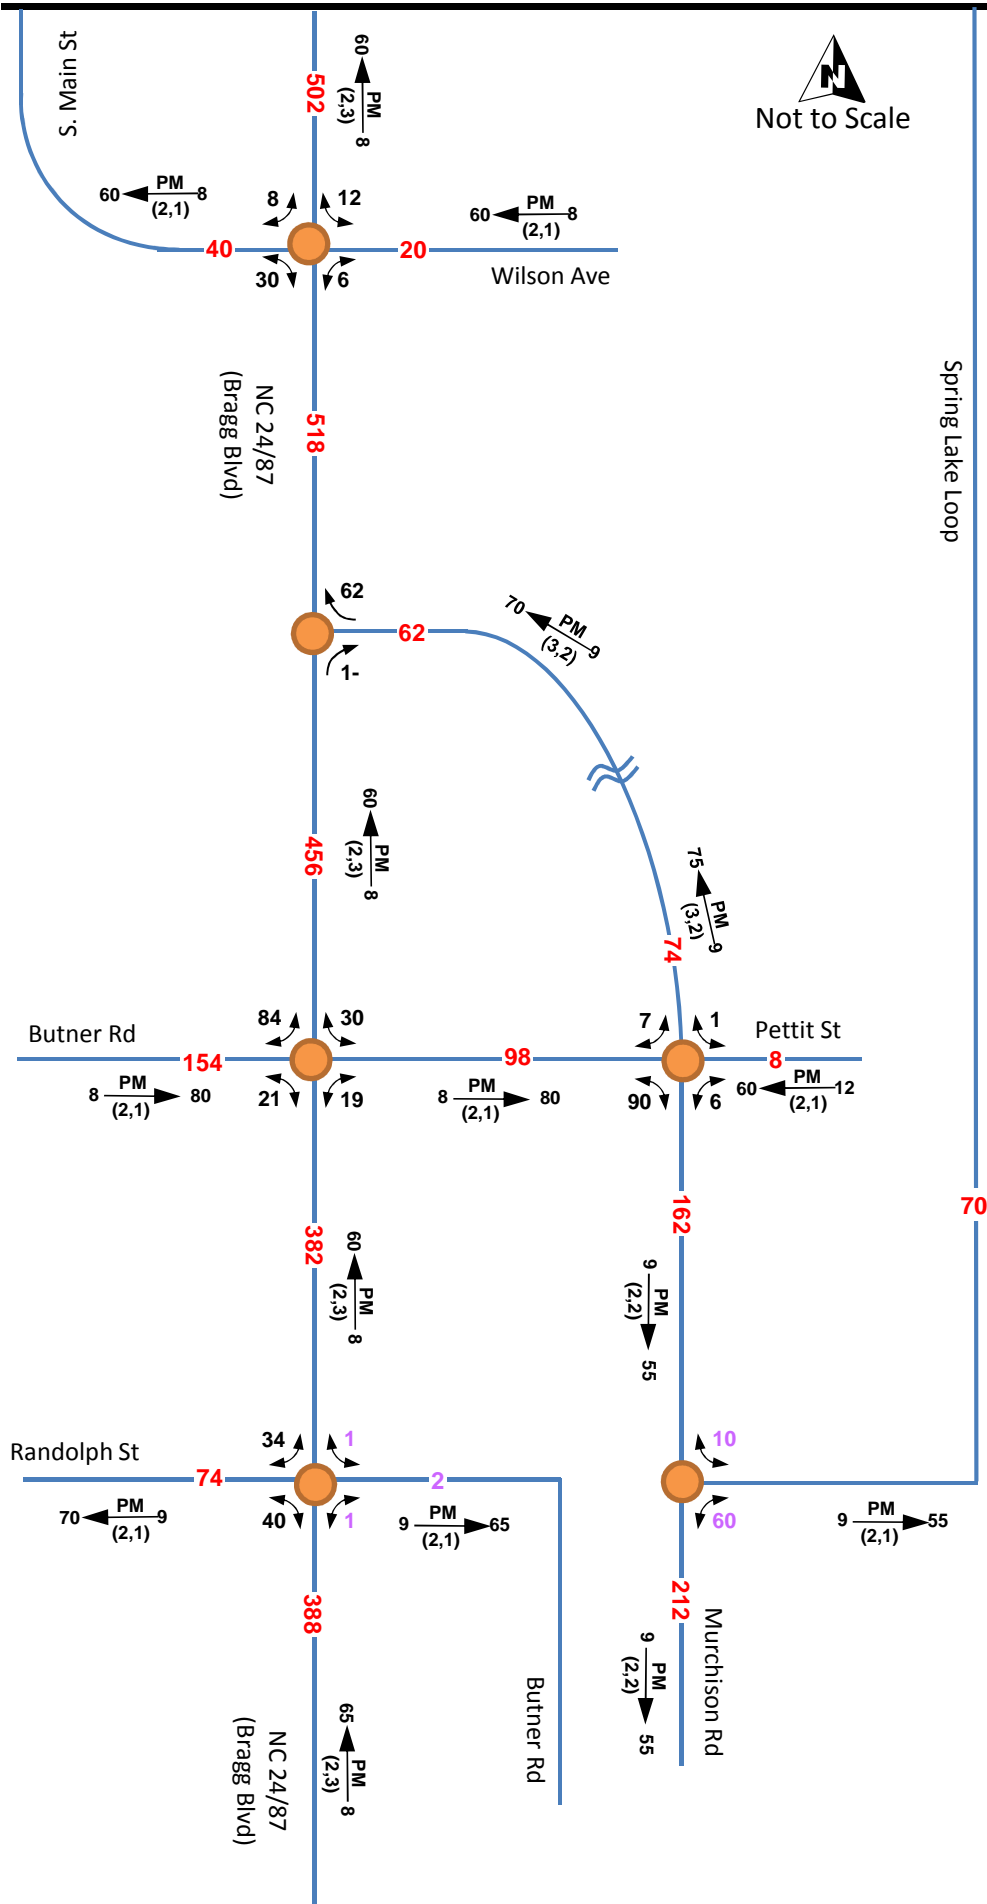 S. Main St
502
60
PM
(2,3)
8
N
Not to Scale
60
PM
8
(2,1)
8
12
60
PM
8
(2,1)
40
20
30
6
Wilson Ave
NC 24/87
(Bragg Blvd)
518
Spring Lake Loop
62
62
1-
70
PM
(3,2)
9
60
PM
(2,3)
8
456
75
PM
(3,2)
9
74
84
30
7
1
Butner Rd
Pettit St
154
98
8
8
PM
80
(2,1)
21
19
8
PM
80
(2,1)
90
6
60
PM
12
(2,1)
162
70
382
60
PM
(2,3)
8
9
PM
(2,2)
55
34
1
10
Randolph St
74
2
70
PM
9
(2,1)
40
1
9
PM
65
(2,1)
60
9
PM
55
(2,1)
388
212
Murchison Rd
9
PM
(2,2)
55
Butner Rd
NC 24/87
(Bragg Blvd)
65
PM
(2,3)
8